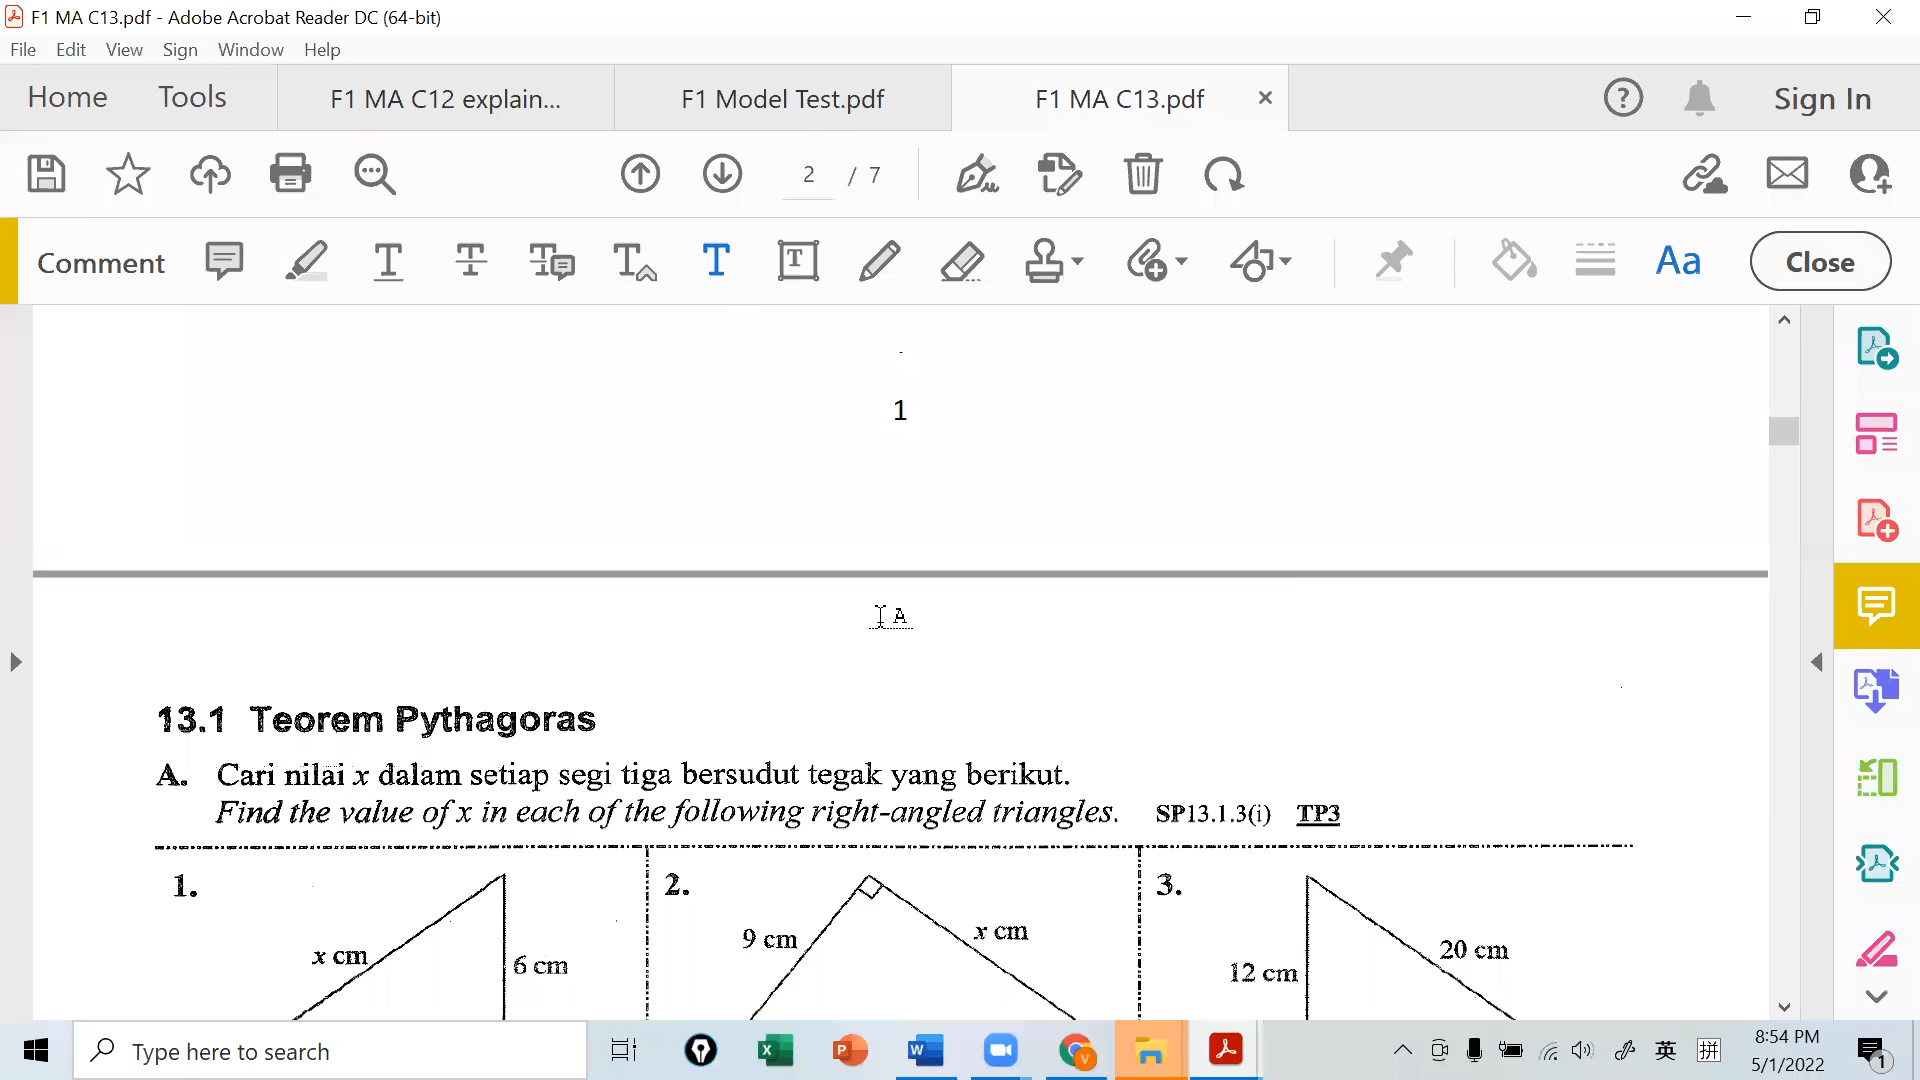 F1 MA C13.pdf - Adobe Acrobat Reader DC (64-bit)
File Edit View Sign Window Help
Home Tools F1 MA C12 explain... F1 Model Test.pdf F1 MA C13.pdf Sign In
2 / 7
Comment Close
1
A
13.1 Teorem Pythagoras
A. Cari nilai x dalam setiap segi tiga bersudut tegak yang berikut.
Find the value of x in each of the following right-angled triangles. SP13.1.3(i) TP3
1. 2. 3.
x cm 6 cm 9 cm x cm 12 cm 20 cm
Type here to search
英 拼
8:54 PM
5/1/2022
1